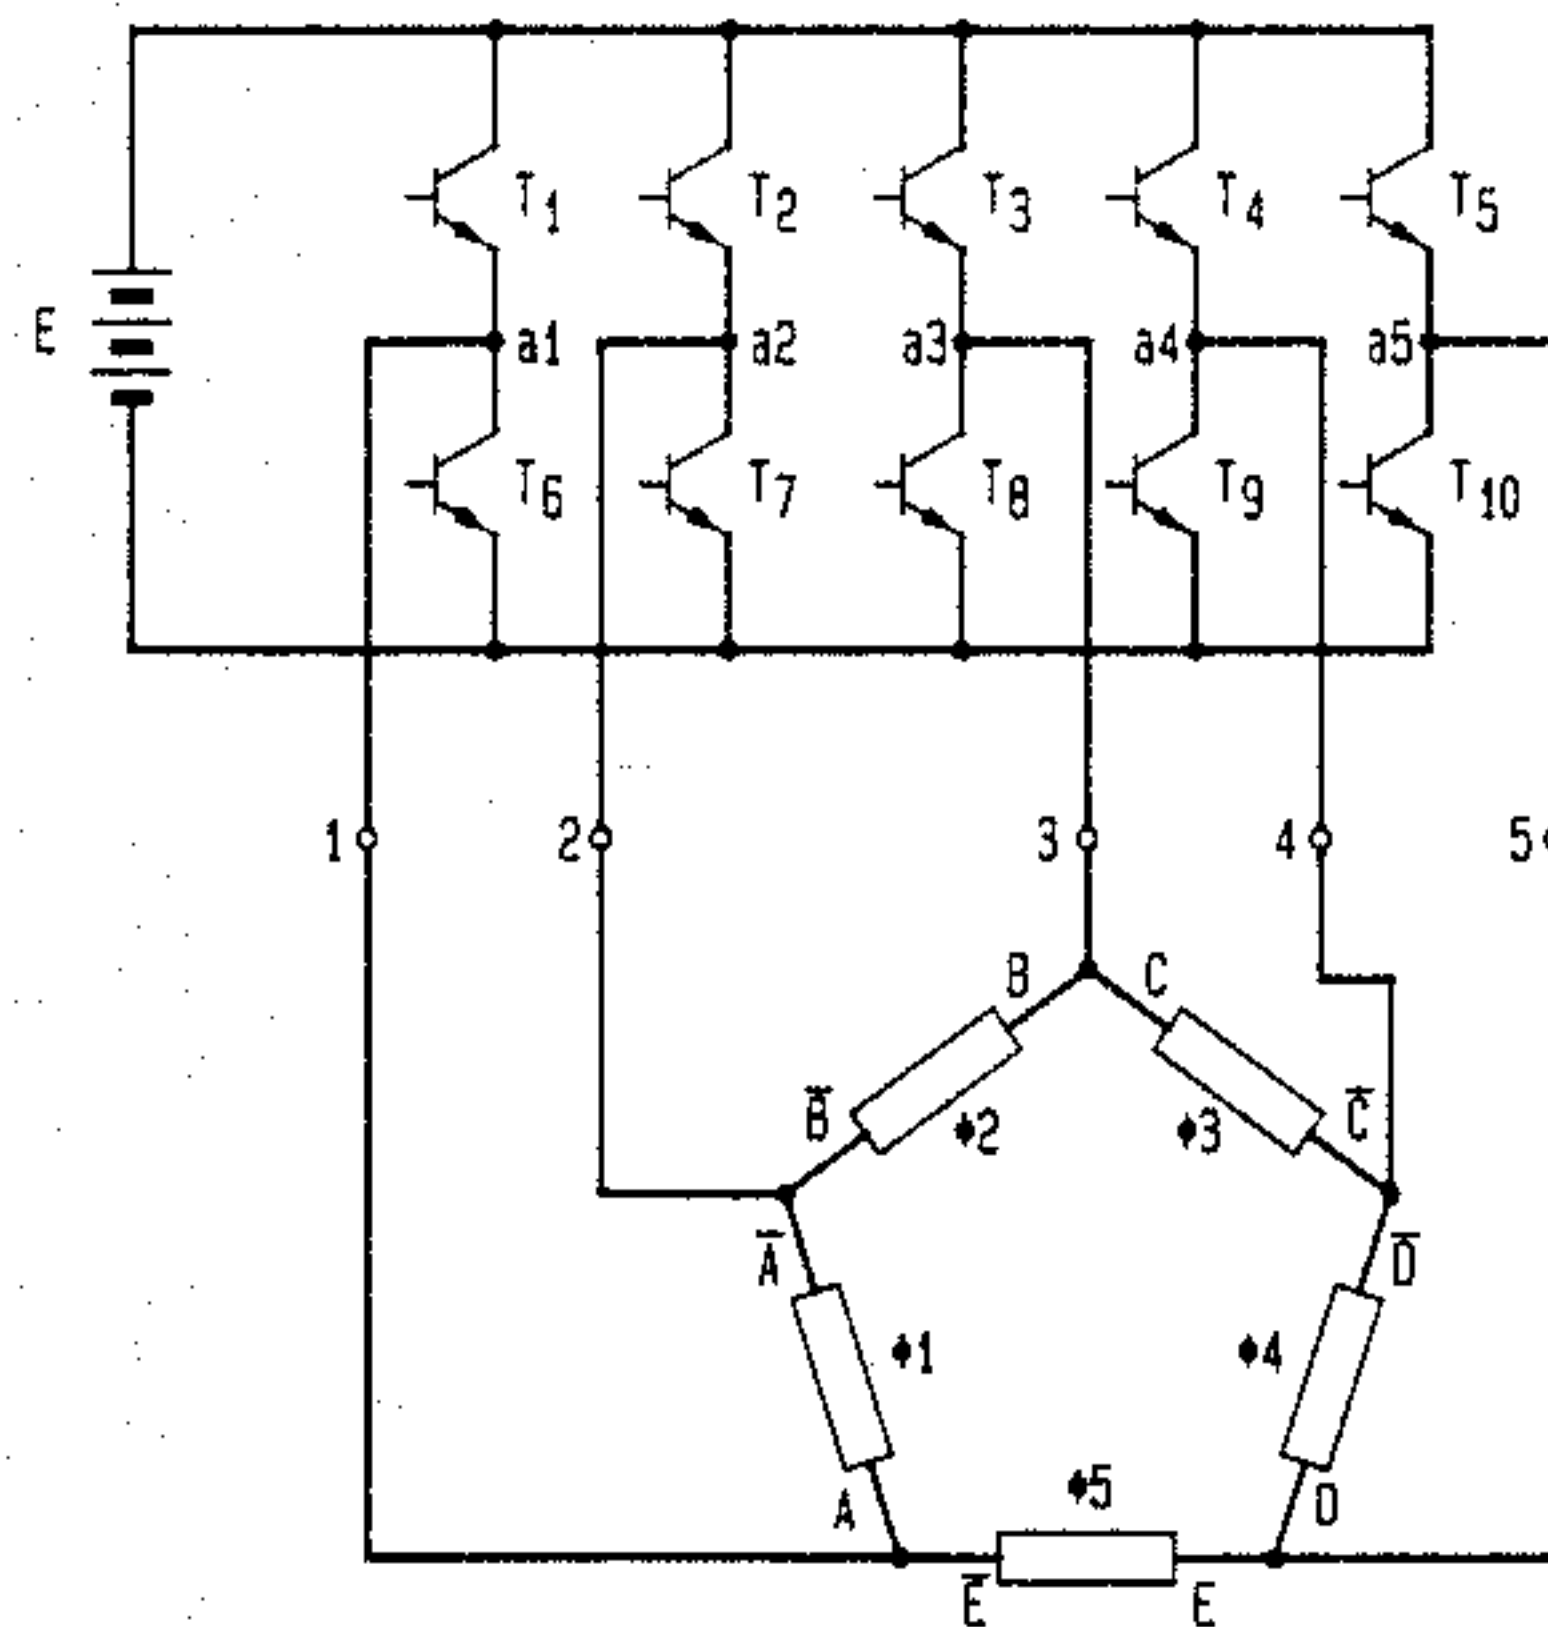 T1 T2 T3 T4 T5
E
a1 a2 a3 a4 a5
T6 T7 T8 T9 T10
1 2 3 4 5
B C
B̅ ϕ2 ϕ3 C̅
A̅ D̅
ϕ1 ϕ4
ϕ5
A D
E̅ E